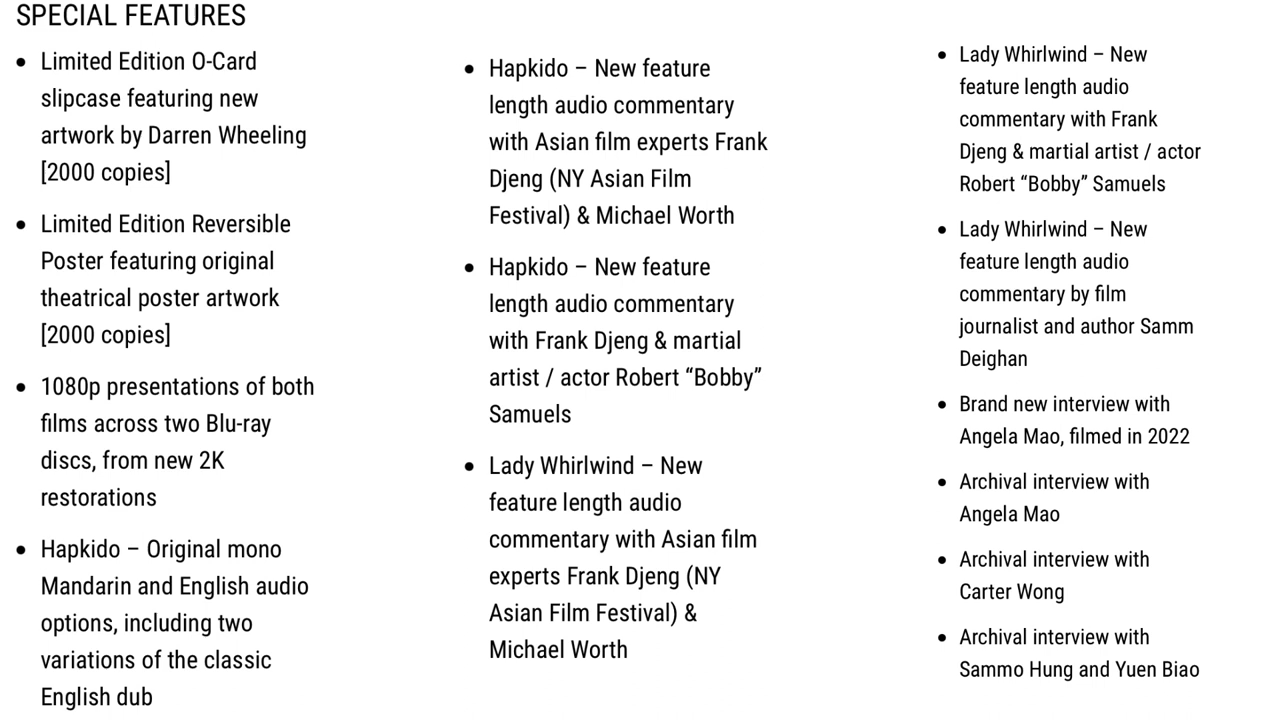 SPECIAL FEATURES
• Limited Edition O-Card
slipcase featuring new
artwork by Darren Wheeling
[2000 copies]
• Limited Edition Reversible
Poster featuring original
theatrical poster artwork
[2000 copies]
• 1080p presentations of both
films across two Blu-ray
discs, from new 2K
restorations
• Hapkido – Original mono
Mandarin and English audio
options, including two
variations of the classic
English dub
• Hapkido – New feature
length audio commentary
with Asian film experts Frank
Djeng (NY Asian Film
Festival) & Michael Worth
• Hapkido – New feature
length audio commentary
with Frank Djeng & martial
artist / actor Robert “Bobby”
Samuels
• Lady Whirlwind – New
feature length audio
commentary with Asian film
experts Frank Djeng (NY
Asian Film Festival) &
Michael Worth
• Lady Whirlwind – New
feature length audio
commentary with Frank
Djeng & martial artist / actor
Robert “Bobby” Samuels
• Lady Whirlwind – New
feature length audio
commentary by film
journalist and author Samm
Deighan
• Brand new interview with
Angela Mao, filmed in 2022
• Archival interview with
Angela Mao
• Archival interview with
Carter Wong
• Archival interview with
Sammo Hung and Yuen Biao